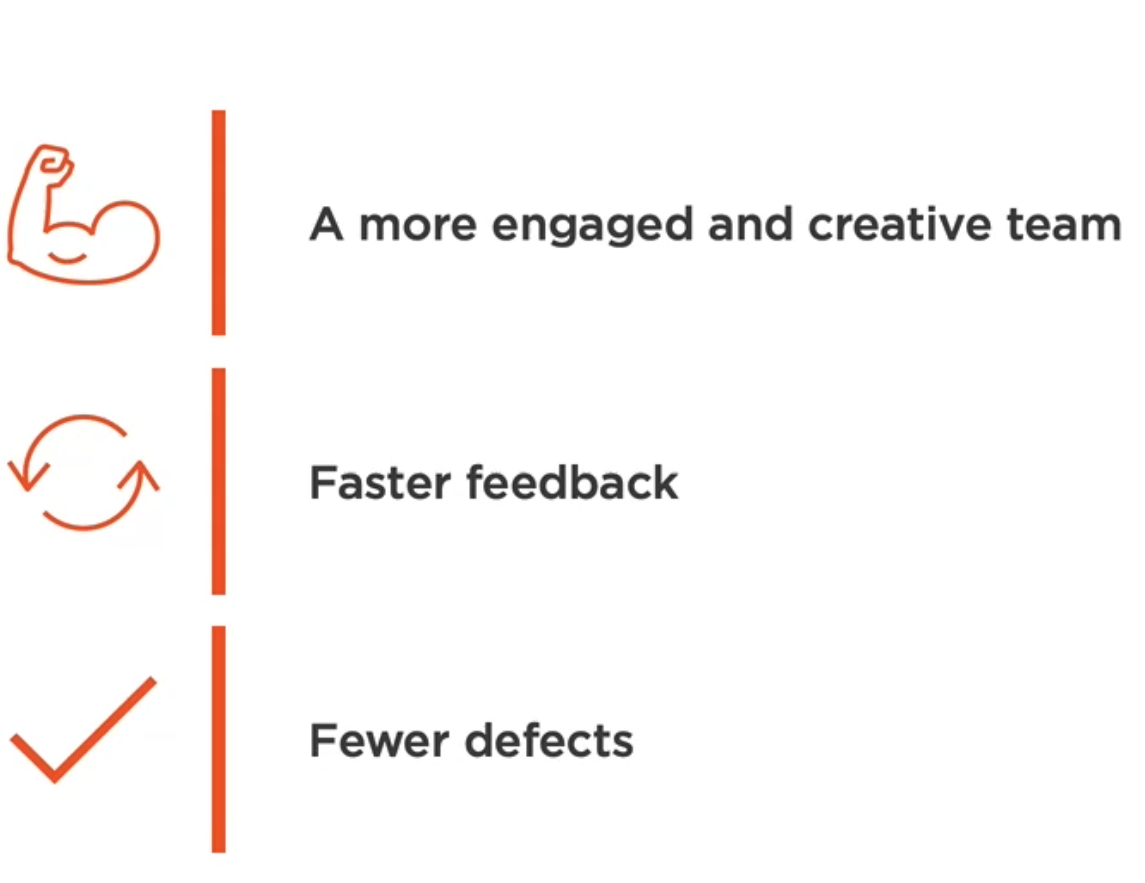 A more engaged and creative team
Faster feedback
Fewer defects